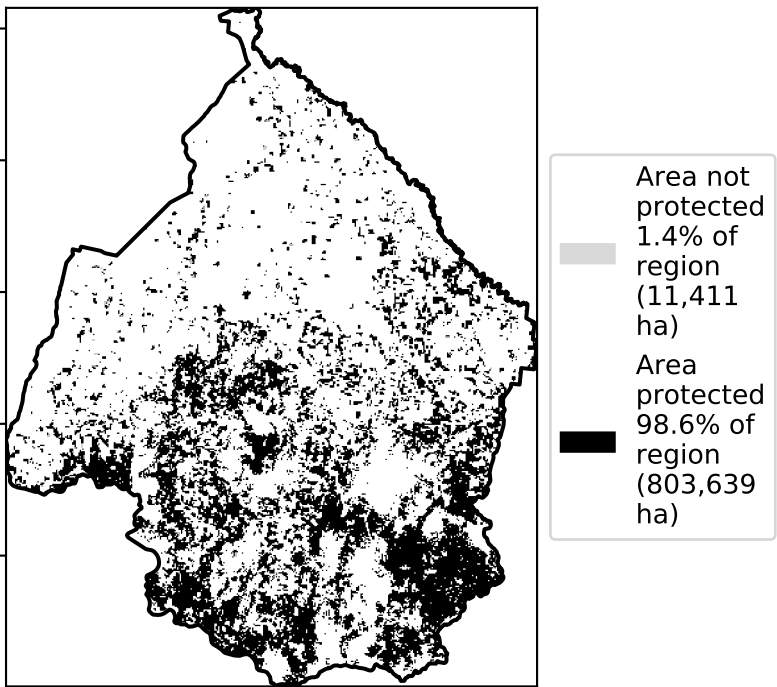 Area not
protected
1.4% of
region
(11,411
ha)
Area
protected
98.6% of
region
(803,639
ha)